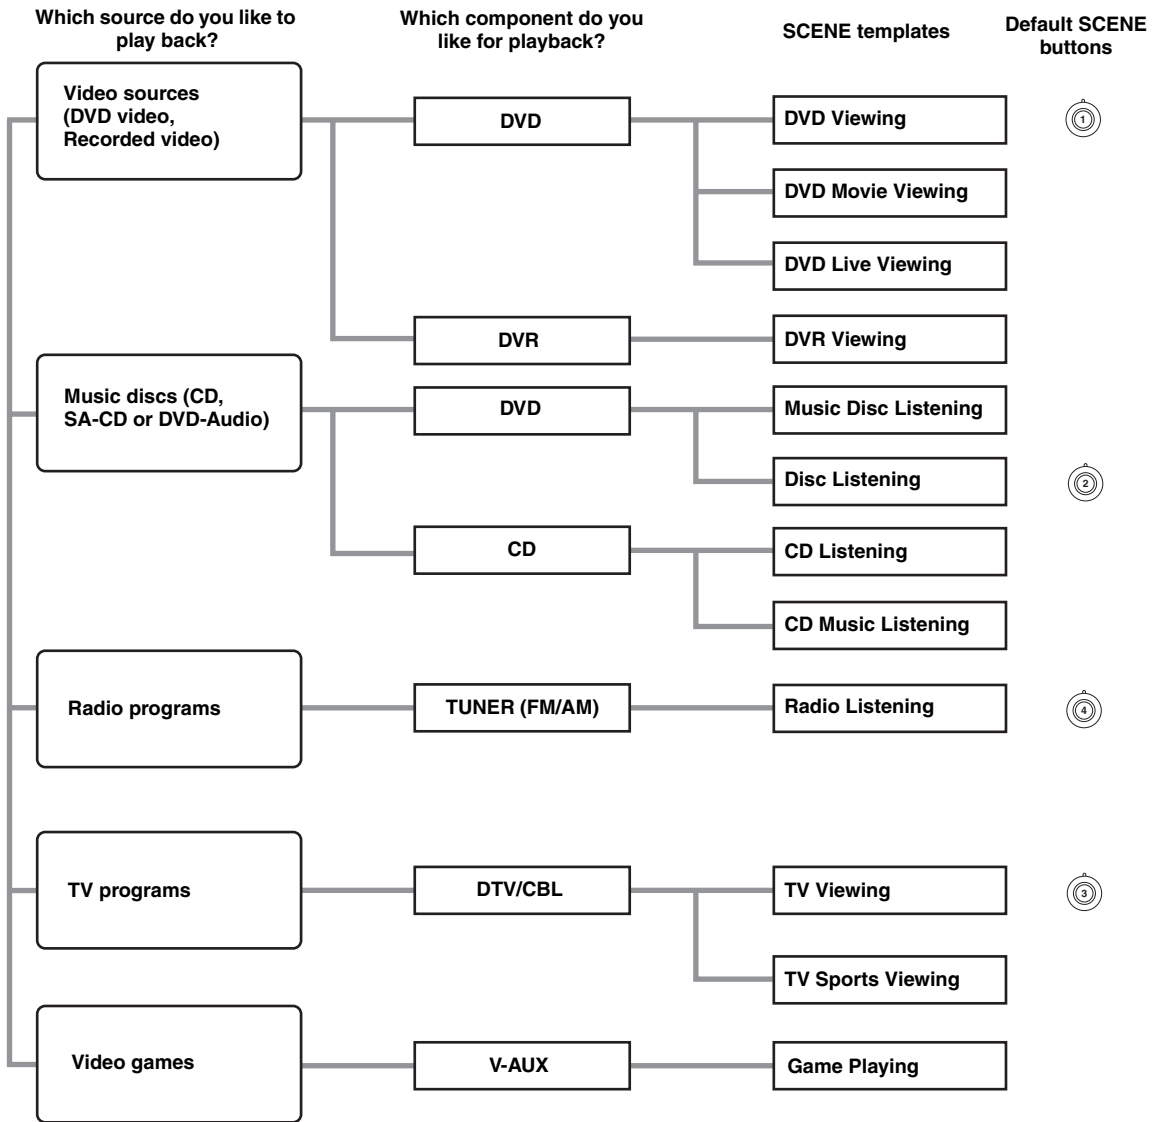 Which source do you like to
play back?
Which component do you
like for playback?
SCENE templates
Default SCENE
buttons
Video sources
(DVD video,
Recorded video)
DVD
DVD Viewing
1
DVD Movie Viewing
DVD Live Viewing
DVR
DVR Viewing
Music discs (CD,
SA-CD or DVD-Audio)
DVD
Music Disc Listening
Disc Listening
2
CD
CD Listening
CD Music Listening
Radio programs
TUNER (FM/AM)
Radio Listening
4
TV programs
DTV/CBL
TV Viewing
3
TV Sports Viewing
Video games
V-AUX
Game Playing